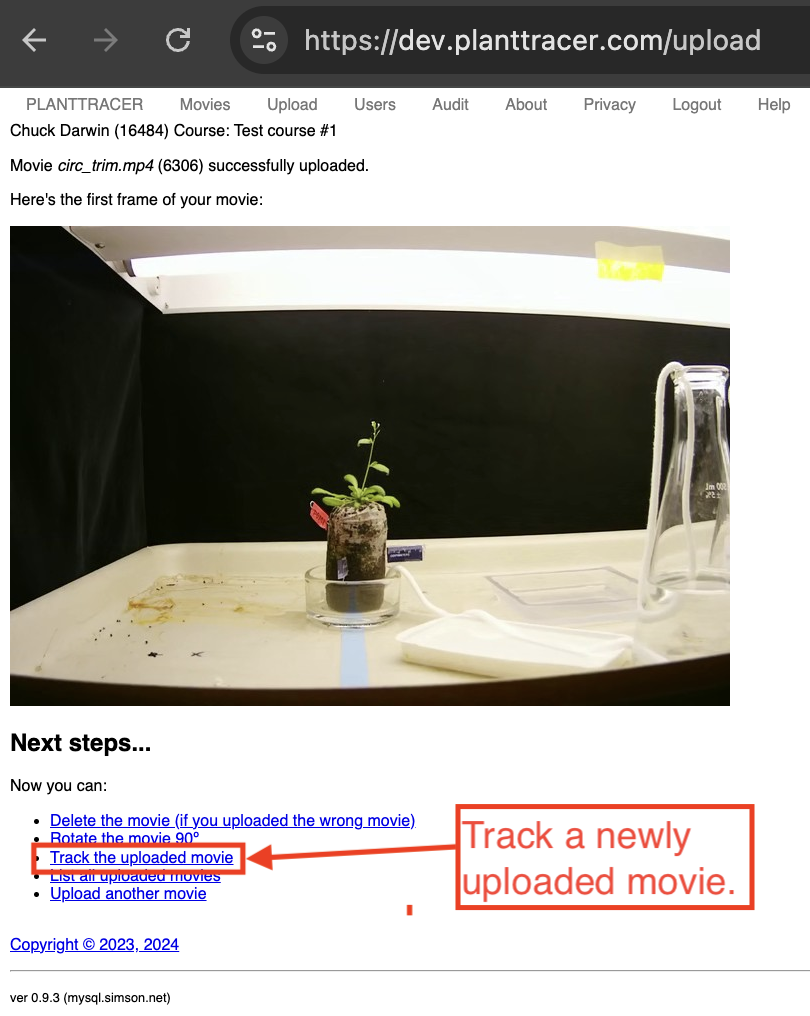 https://dev.planttracer.com/upload
PLANTTRACER Movies Upload Users Audit About Privacy Logout Help
Chuck Darwin (16484) Course: Test course #1
Movie circ_trim.mp4 (6306) successfully uploaded.
Here's the first frame of your movie:
Next steps...
Now you can:
Delete the movie (if you uploaded the wrong movie)
Rotate the movie 90º
Track the uploaded movie
List all uploaded movies
Upload another movie
Track a newly
uploaded movie.
Copyright © 2023, 2024
ver 0.9.3 (mysql.simson.net)